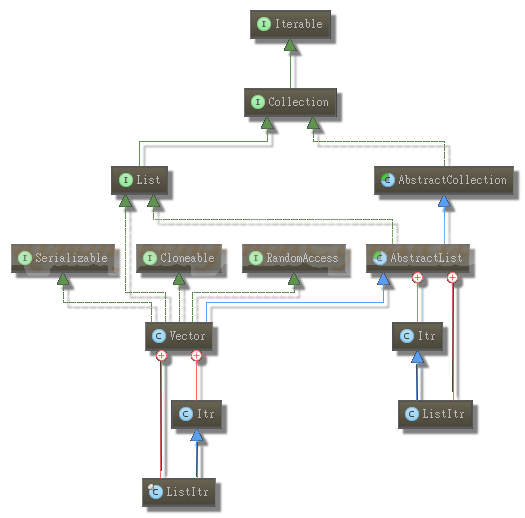 I Iterable
I Collection
I List
C AbstractCollection
I Serializable
I Cloneable
I RandomAccess
C AbstractList
C Vector
C Itr
C Itr
C ListItr
C ListItr